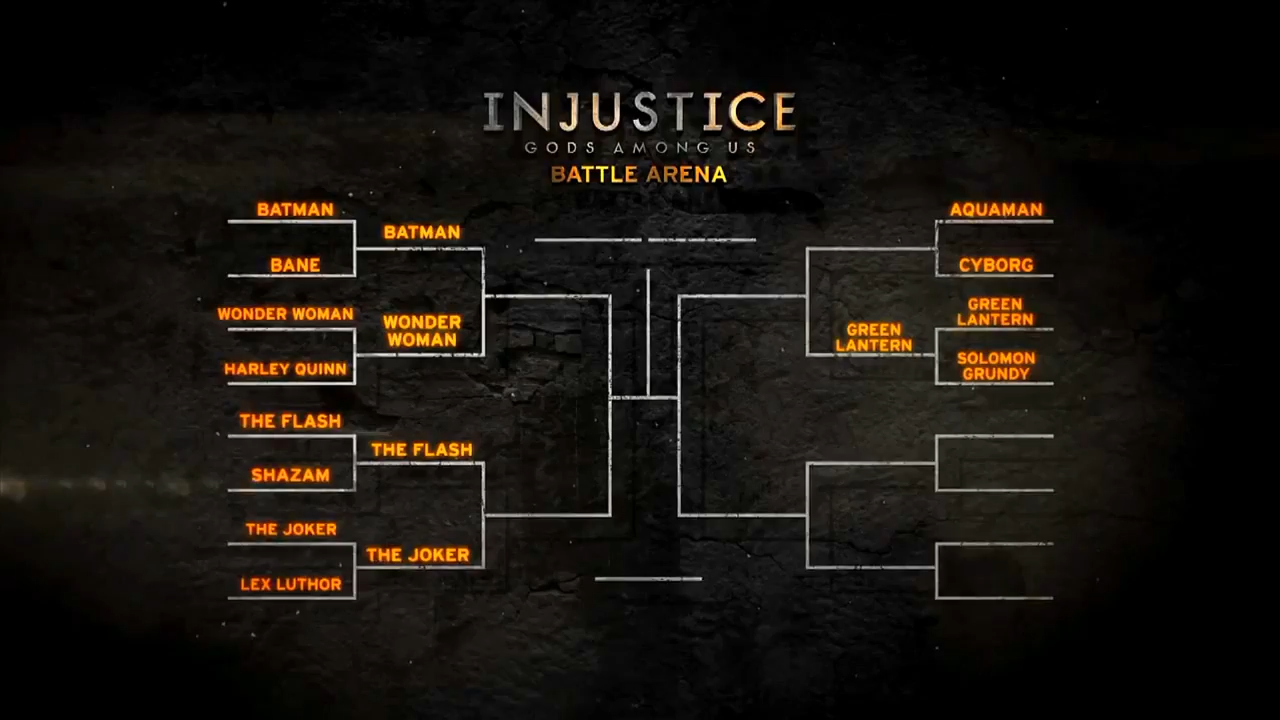 INJUSTICE
GODS AMONG US
BATTLE ARENA
BATMAN
BANE
WONDER WOMAN
HARLEY QUINN
THE FLASH
SHAZAM
THE JOKER
LEX LUTHOR
BATMAN
WONDER
WOMAN
THE FLASH
THE JOKER
GREEN
LANTERN
AQUAMAN
CYBORG
GREEN
LANTERN
SOLOMON
GRUNDY